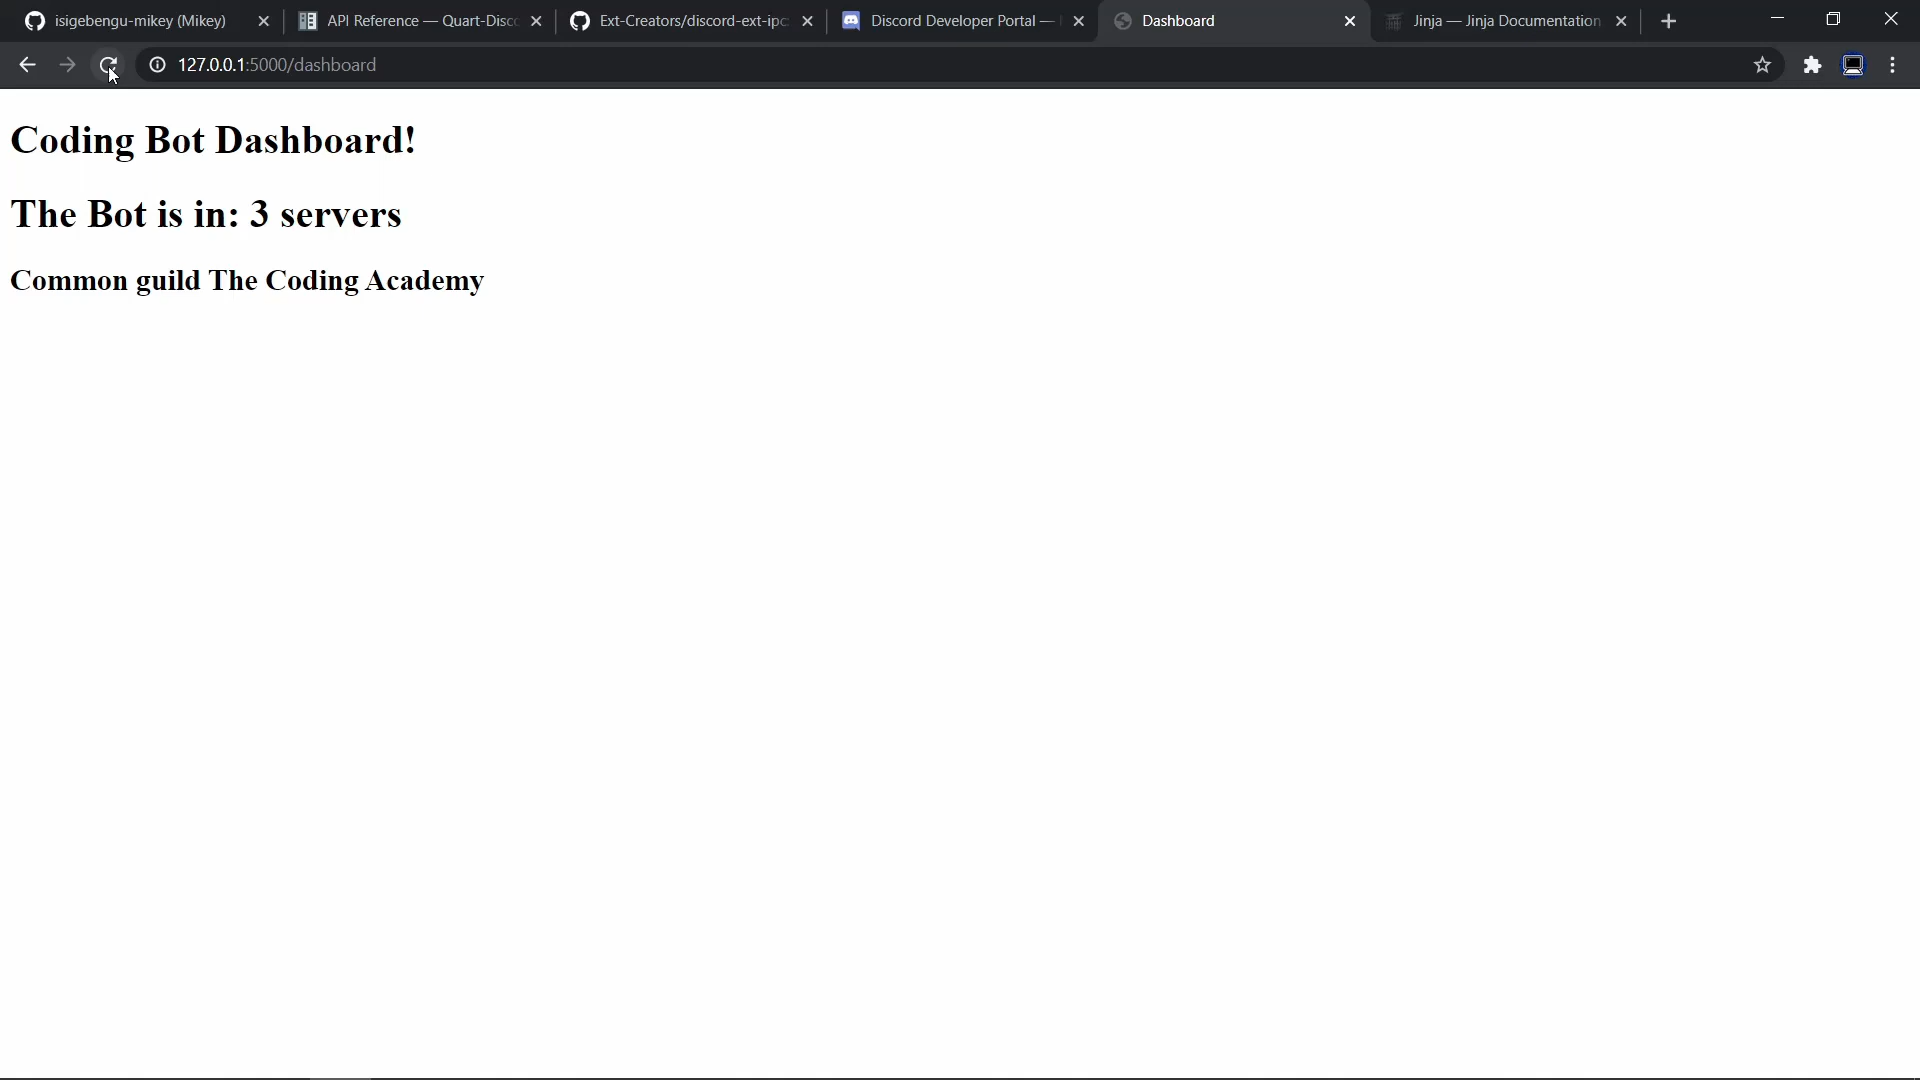 isigebengu-mikey (Mikey)
API Reference — Quart-Disc
Ext-Creators/discord-ext-ipc
Discord Developer Portal —
Dashboard
Jinja — Jinja Documentation
127.0.0.1:5000/dashboard
Coding Bot Dashboard!
The Bot is in: 3 servers
Common guild The Coding Academy